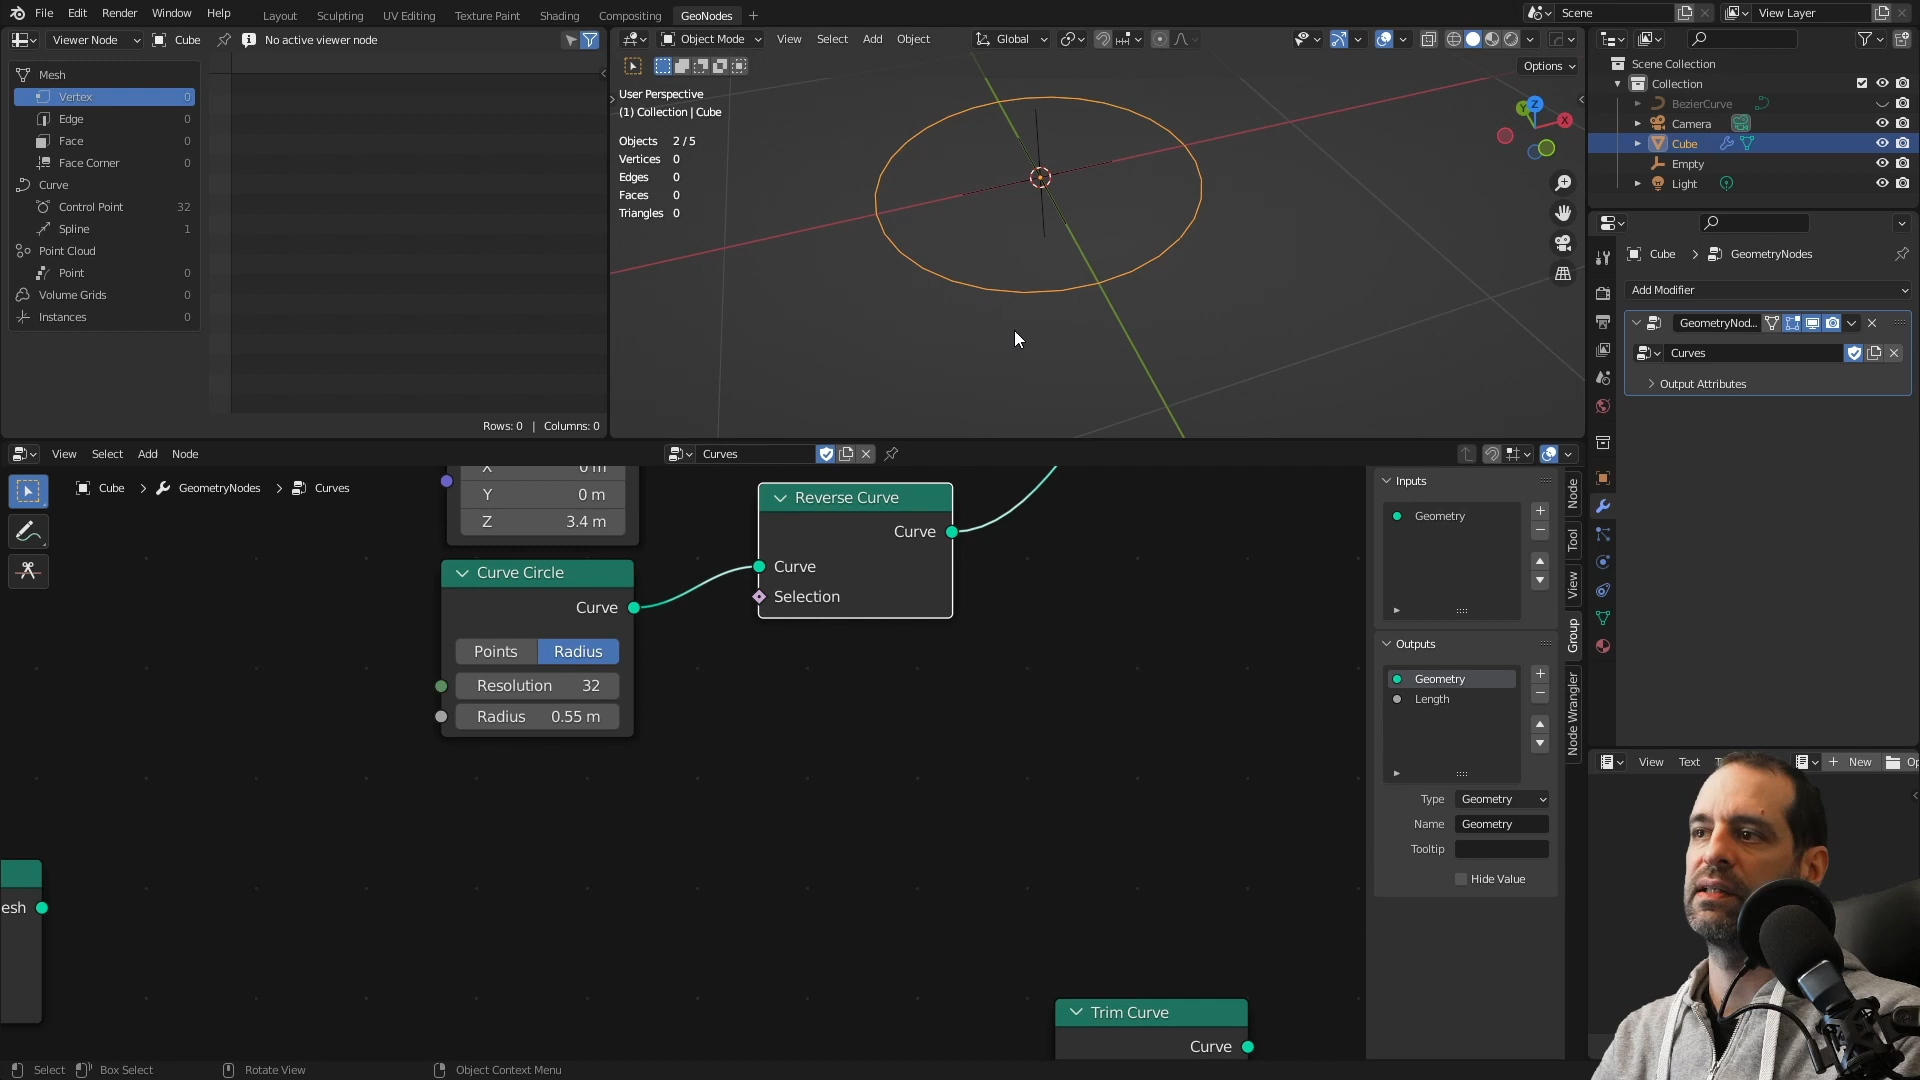 File Edit Render Window Help
Layout Sculpting UV Editing Texture Paint Shading Compositing GeoNodes +
Scene
View Layer
Viewer Node Cube No active viewer node
Mesh
Vertex 0
Edge 0
Face 0
Face Corner 0
Curve
Control Point 32
Spline 1
Point Cloud
Point 0
Volume Grids 0
Instances 0
Rows: 0 | Columns: 0
Object Mode View Select Add Object Global
Options
User Perspective
(1) Collection | Cube
Objects 2 / 5
Vertices 0
Edges 0
Faces 0
Triangles 0
Z
Y
X
Scene Collection
Collection
BezierCurve
Camera
Cube
Empty
Light
Cube > GeometryNodes
Add Modifier
GeometryNod...
Curves
Output Attributes
View Select Add Node
Curves
Cube > GeometryNodes > Curves
X 0 m
Y 0 m
Z 3.4 m
Curve Circle
Curve
Points Radius
Resolution 32
Radius 0.55 m
Reverse Curve
Curve
Curve
Selection
esh
Trim Curve
Curve
Inputs
Geometry
Outputs
Geometry
Length
Type Geometry
Name Geometry
Tooltip
Hide Value
Node
Tool
View
Group
Node Wrangler
View Text T
+ New Op
Select Box Select Rotate View Object Context Menu